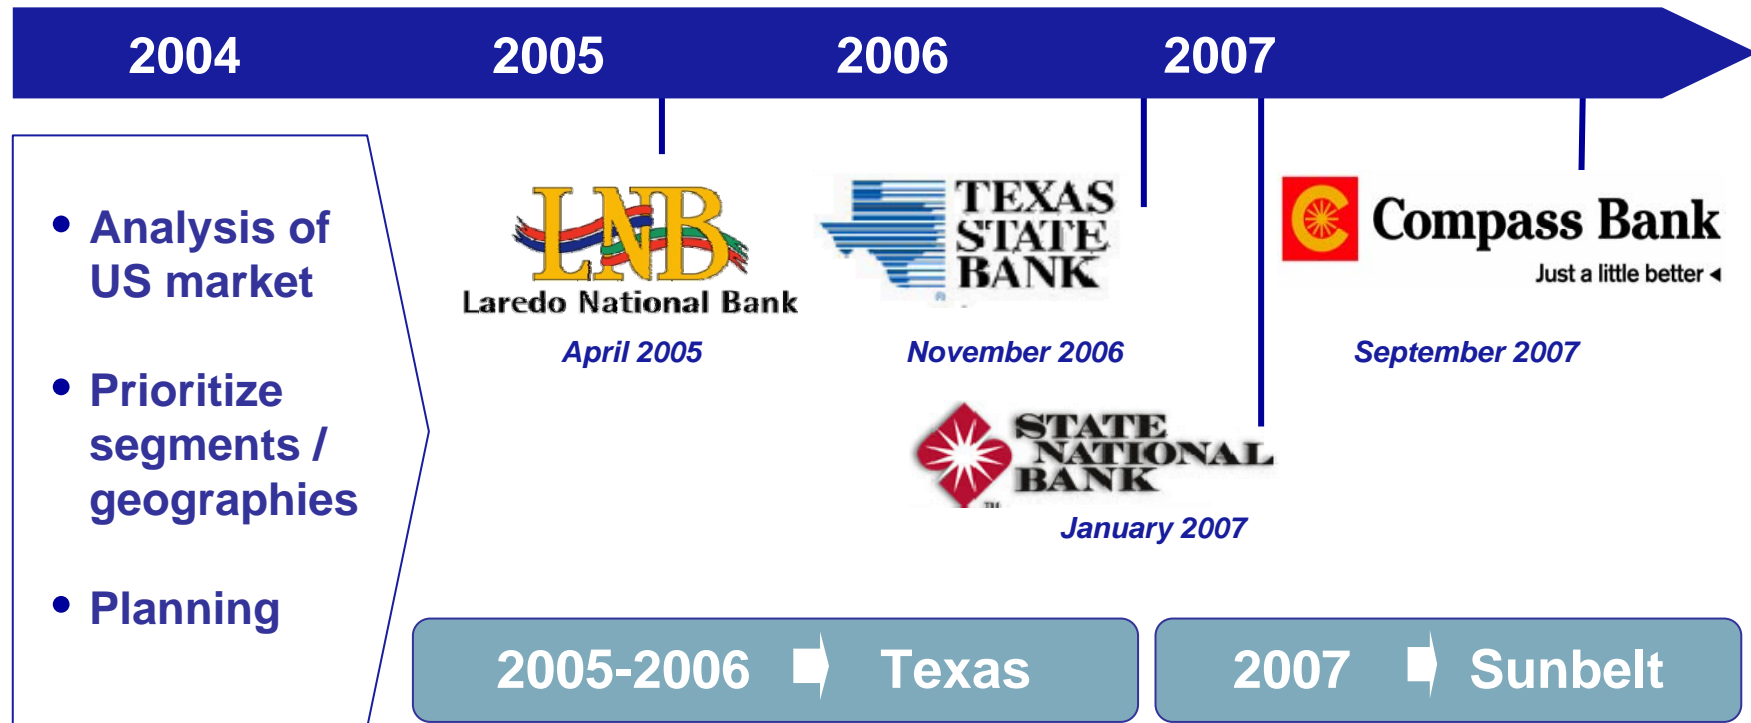 2004 2005 2006 2007
• Analysis of
US market
• Prioritize
segments /
geographies
• Planning
LNB
Laredo National Bank
April 2005
TEXAS
STATE
BANK
November 2006
Compass Bank
Just a little better
September 2007
STATE
NATIONAL
BANK
TM
January 2007
2005-2006 Texas
2007 Sunbelt